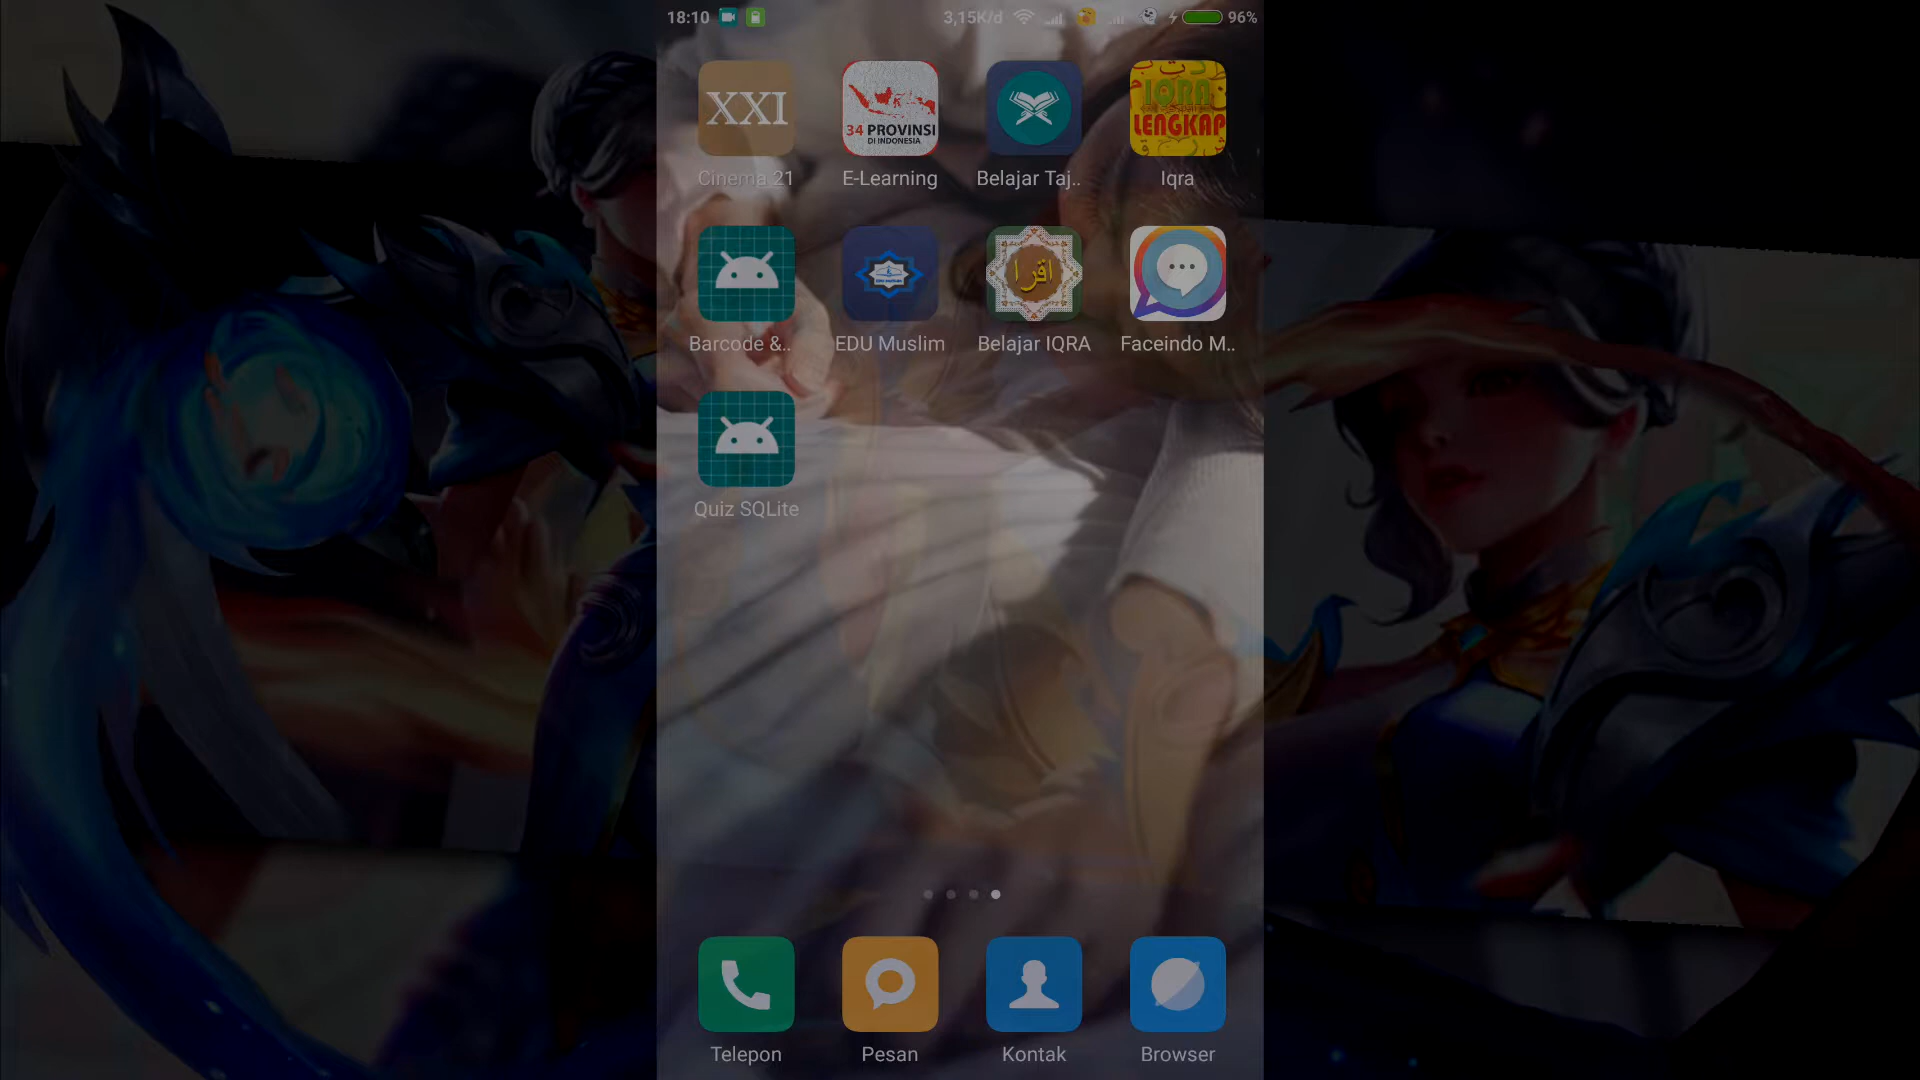 18:10 3,15K/d 96%
XXI
34 PROVINSI
DI INDONESIA
IQRA
LENGKAP
Cinema 21 E-Learning Belajar Taj.. Iqra
اقرا
Barcode &.. EDU Muslim Belajar IQRA Faceindo M..
Quiz SQLite
Telepon Pesan Kontak Browser